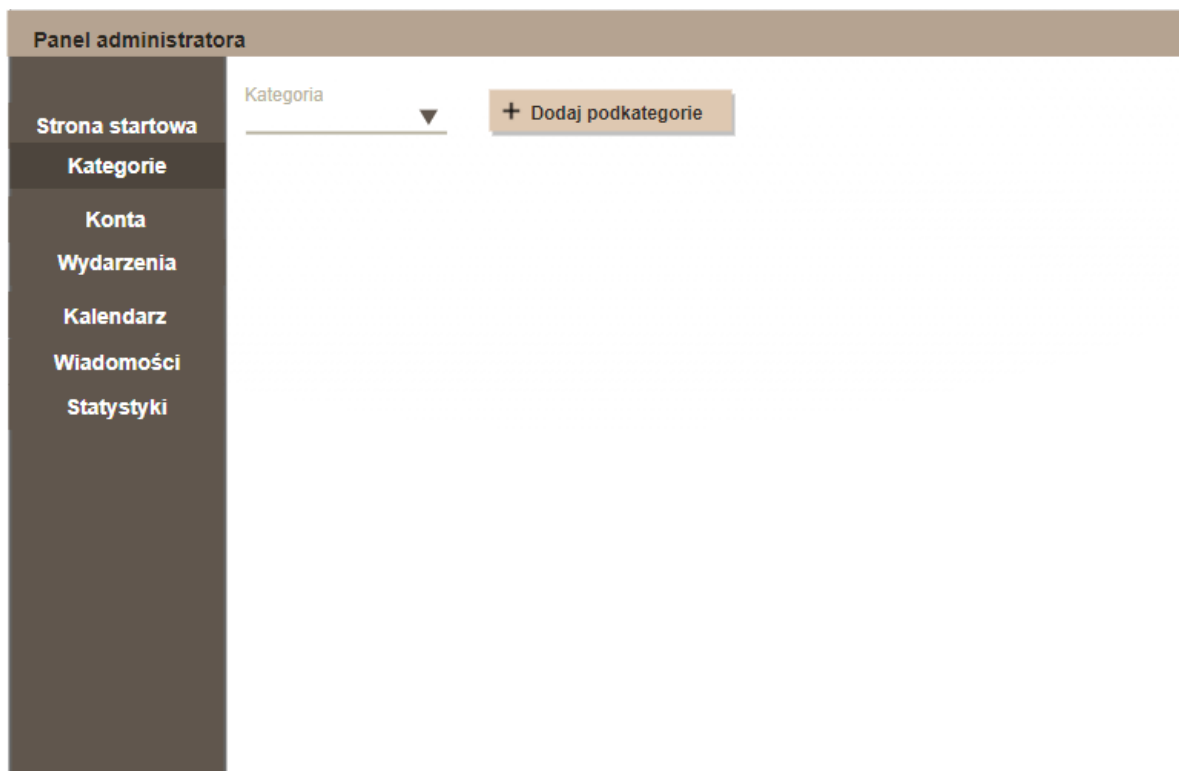 Panel administratora
Strona startowa
Kategorie
Konta
Wydarzenia
Kalendarz
Wiadomości
Statystyki
Kategoria
+ Dodaj podkategorie